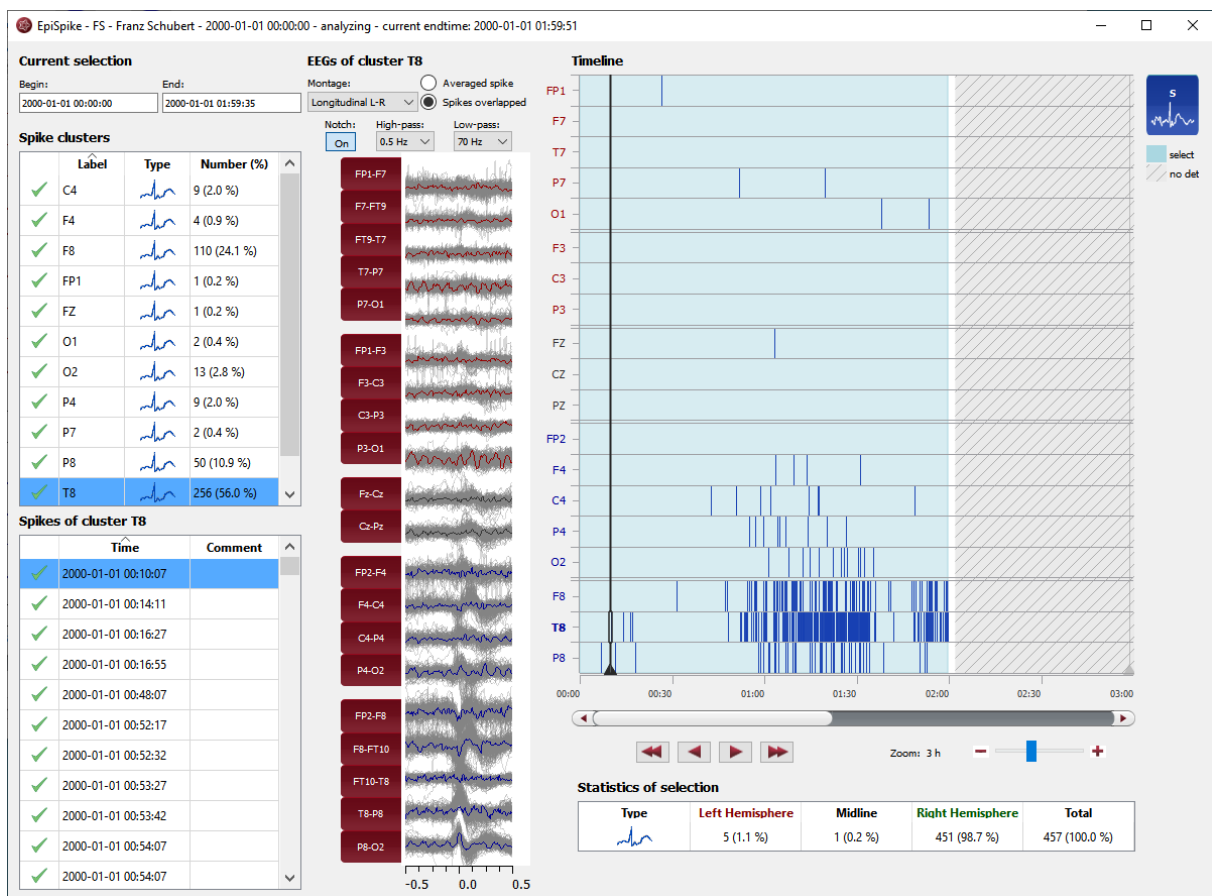 EpiSpike - FS - Franz Schubert - 2000-01-01 00:00:00 - analyzing - current endtime: 2000-01-01 01:59:51
Current selection
Begin: End:
2000-01-01 00:00:00 2000-01-01 01:59:35
Spike clusters
Label Type Number (%)
C4 9 (2.0 %)
F4 4 (0.9 %)
F8 110 (24.1 %)
FP1 1 (0.2 %)
FZ 1 (0.2 %)
O1 2 (0.4 %)
O2 13 (2.8 %)
P4 9 (2.0 %)
P7 2 (0.4 %)
P8 50 (10.9 %)
T8 256 (56.0 %)
Spikes of cluster T8
Time Comment
2000-01-01 00:10:07
2000-01-01 00:14:11
2000-01-01 00:16:27
2000-01-01 00:16:55
2000-01-01 00:48:07
2000-01-01 00:52:17
2000-01-01 00:52:32
2000-01-01 00:53:27
2000-01-01 00:53:42
2000-01-01 00:54:07
2000-01-01 00:54:07
EEGs of cluster T8
Montage:
Averaged spike
Longitudinal L-R
Spikes overlapped
Notch: High-pass: Low-pass:
On 0.5 Hz 70 Hz
FP1-F7
F7-FT9
FT9-T7
T7-P7
P7-O1
FP1-F3
F3-C3
C3-P3
P3-O1
Fz-Cz
Cz-Pz
FP2-F4
F4-C4
C4-P4
P4-O2
FP2-F8
F8-FT10
FT10-T8
T8-P8
P8-O2
-0.5 0.0 0.5
Timeline
FP1
F7
T7
P7
O1
F3
C3
P3
FZ
CZ
PZ
FP2
F4
C4
P4
O2
F8
T8
P8
00:00 00:30 01:00 01:30 02:00 02:30 03:00
S
select
no det
Zoom: 3 h
Statistics of selection
Type Left Hemisphere Midline Right Hemisphere Total
5 (1.1 %) 1 (0.2 %) 451 (98.7 %) 457 (100.0 %)